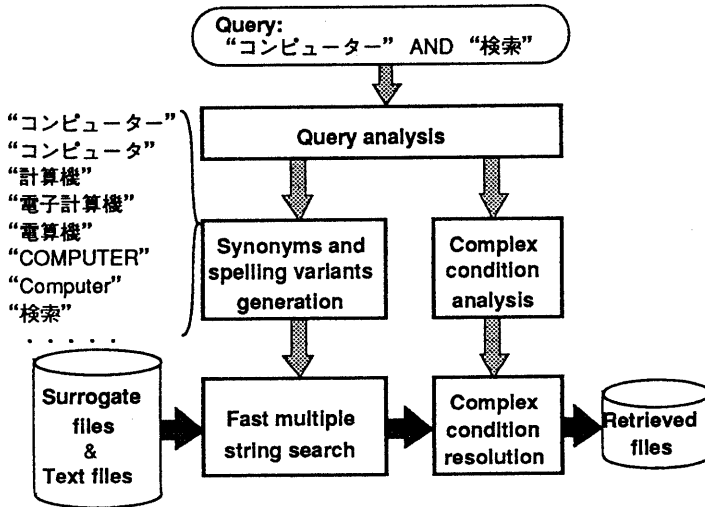 Query:
“コンピューター” AND “検索”
Query analysis
“コンピューター”
“コンピュータ”
“計算機”
“電子計算機”
“電算機”
“COMPUTER”
“Computer”
“検索”
. . . . .
Synonyms and
spelling variants
generation
Complex
condition
analysis
Surrogate
files
&
Text files
Fast multiple
string search
Complex
condition
resolution
Retrieved
files